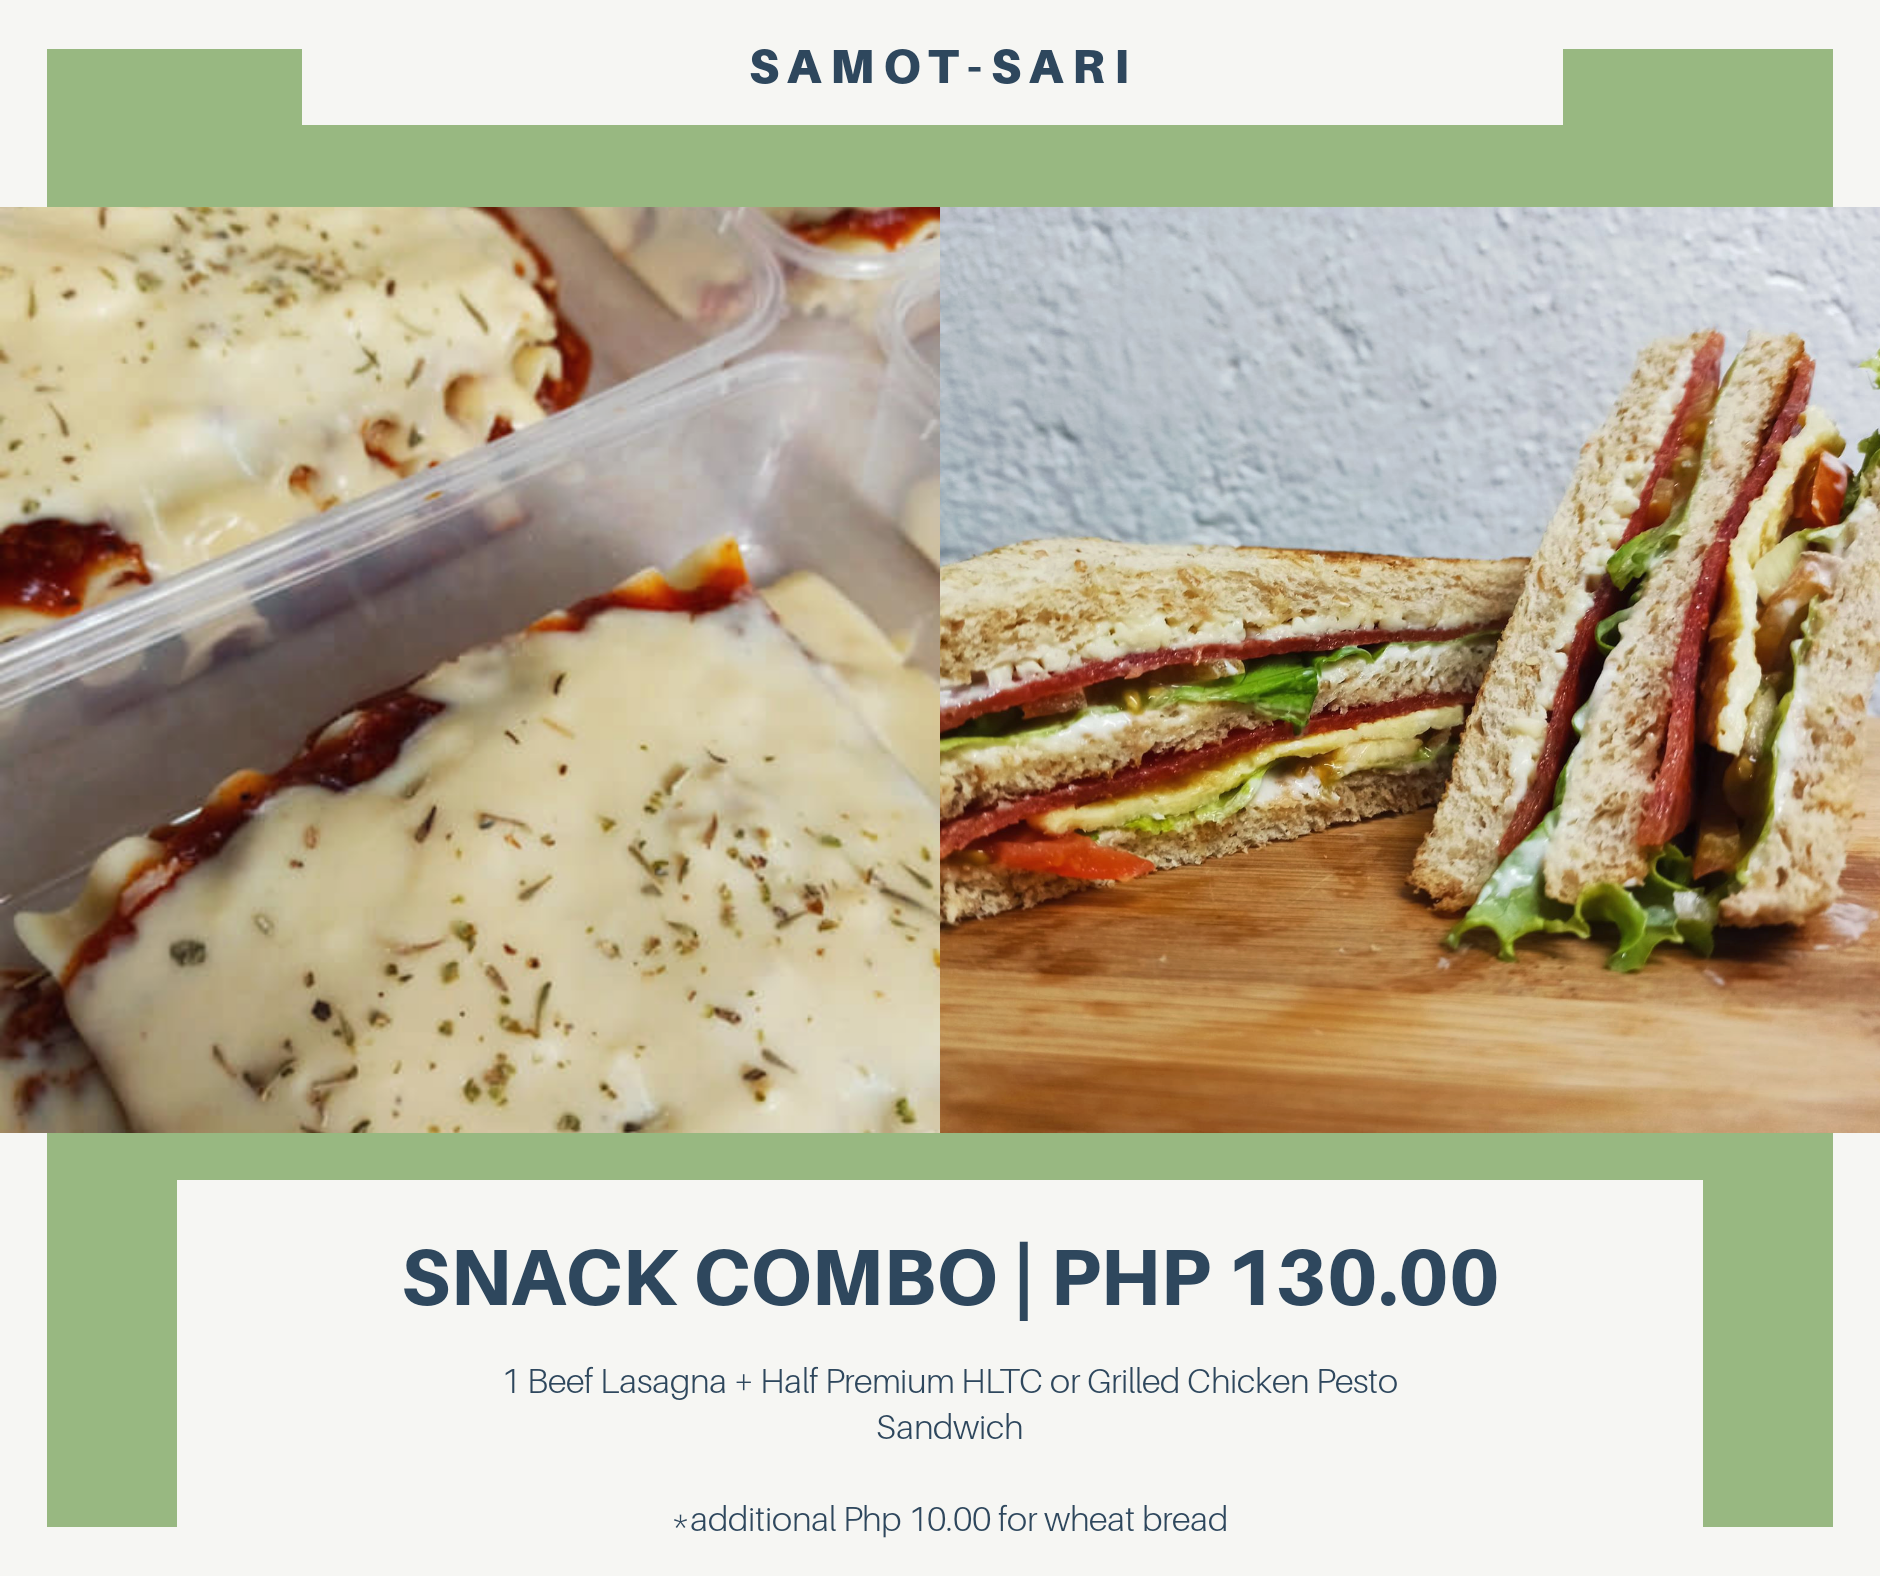 SAMOT-SARI
SNACK COMBO | PHP 130.00
1 Beef Lasagna + Half Premium HLTC or Grilled Chicken Pesto
Sandwich
*additional Php 10.00 for wheat bread